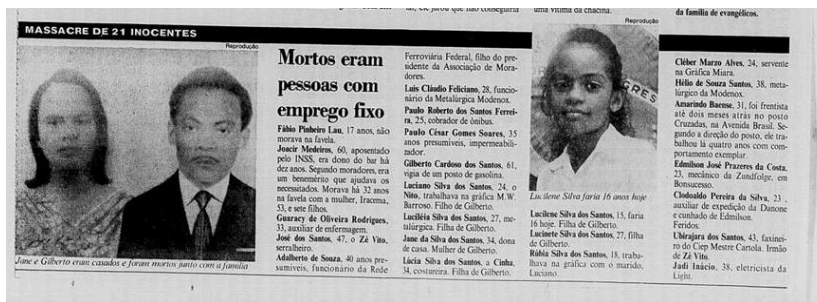 uma vítima da chacina.
da família de evangélicos.
MASSACRE DE 21 INOCENTES
Reprodução
Jane e Gilberto eram casados e foram mortos junto com a família
Mortos eram
pessoas com
emprego fixo
Fábio Pinheiro Lau, 17 anos, não
morava na favela.
Joacir Medeiros, 60, aposentado
pelo INSS, era dono do bar há
dez anos. Segundo moradores, era
um benemérito que ajudava os
necessitados. Morava há 32 anos
na favela com a mulher, Iracema,
53, e sete filhos.
Guaracy de Oliveira Rodrigues,
33, auxiliar de enfermagem.
José dos Santos, 47, o Zé Vito,
serralheiro.
Adalberto de Souza, 40 anos pre-
sumíveis, funcionário da Rede
Ferroviária Federal, filho do pre-
sidente da Associação de Mora-
dores.
Luis Cláudio Feliciano, 28, funcio-
nário da Metalúrgica Modenox.
Paulo Roberto dos Santos Ferrei-
ra, 25, cobrador de ônibus.
Paulo César Gomes Soares, 35
anos presumíveis, impermeabili-
zador.
Gilberto Cardoso dos Santos, 61,
vigia de um posto de gasolina.
Luciano Silva dos Santos, 24, o
Nito, trabalhava na gráfica M.W.
Barroso. Filho de Gilberto.
Luciléia Silva dos Santos, 27, me-
talúrgica. Filha de Gilberto.
Jane da Silva dos Santos, 34, dona
de casa. Mulher de Gilberto.
Lúcia Silva dos Santos, a Cinha,
34, costureira. Filha de Gilberto.
Reprodução
GRES
Lucilene Silva faria 16 anos hoje
Lucilene Silva dos Santos, 15, faria
16 hoje. Filha de Gilberto.
Lucinete Silva dos Santos, 27, filha
de Gilberto.
Rúbia Silva dos Santos, 18, traba-
lhava na gráfica com o marido,
Luciano.
Cléber Marzo Alves, 24, servente
na Gráfica Miara.
Hélio de Souza Santos, 38, meta-
lúrgico da Modenox.
Amarindo Baense, 31, foi frentista
até dois meses atrás no posto
Cruzadas, na Avenida Brasil. Se-
gundo a direção do posto, ele tra-
balhou lá quatro anos com com-
portamento exemplar.
Edmilson José Prazeres da Costa,
23, mecânico da Zundfolge, em
Bonsucesso.
Clodoaldo Pereira da Silva, 23 ,
auxiliar de expedição da Danone
e cunhado de Edmilson.
Feridos:
Ubirajara dos Santos, 43, faxinei-
ro do Ciep Mestre Cartola. Irmão
de Zé Vito.
Jadi Inácio, 38, eletricista da
Light.